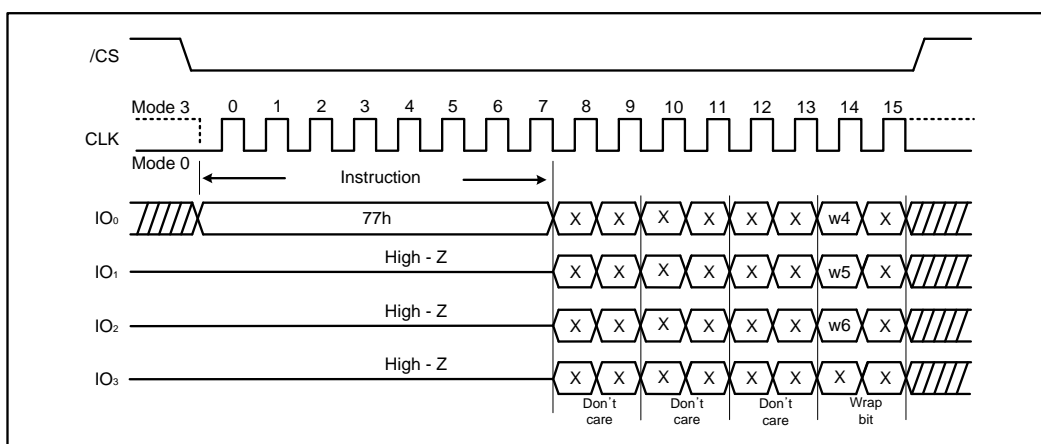 /CS
Mode 3 0 1 2 3 4 5 6 7 8 9 10 11 12 13 14 15
CLK
Mode 0
Instruction
IO₀ 77h X X X X X X w4 X
IO₁ High - Z X X X X X X w5 X
IO₂ High - Z X X X X X X w6 X
IO₃ High - Z X X X X X X X X
Don't Don't Don't Wrap
care care care bit